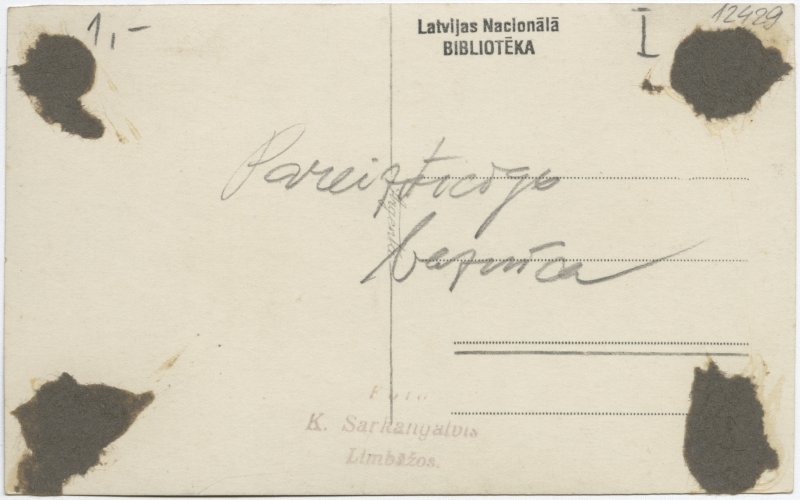 1,-
Latvijas Nacionālā
BIBLIOTĒKA
I
12429
Pareizticīgo
baznīca
Foto
K. Sarkangalvis
Limbažos.